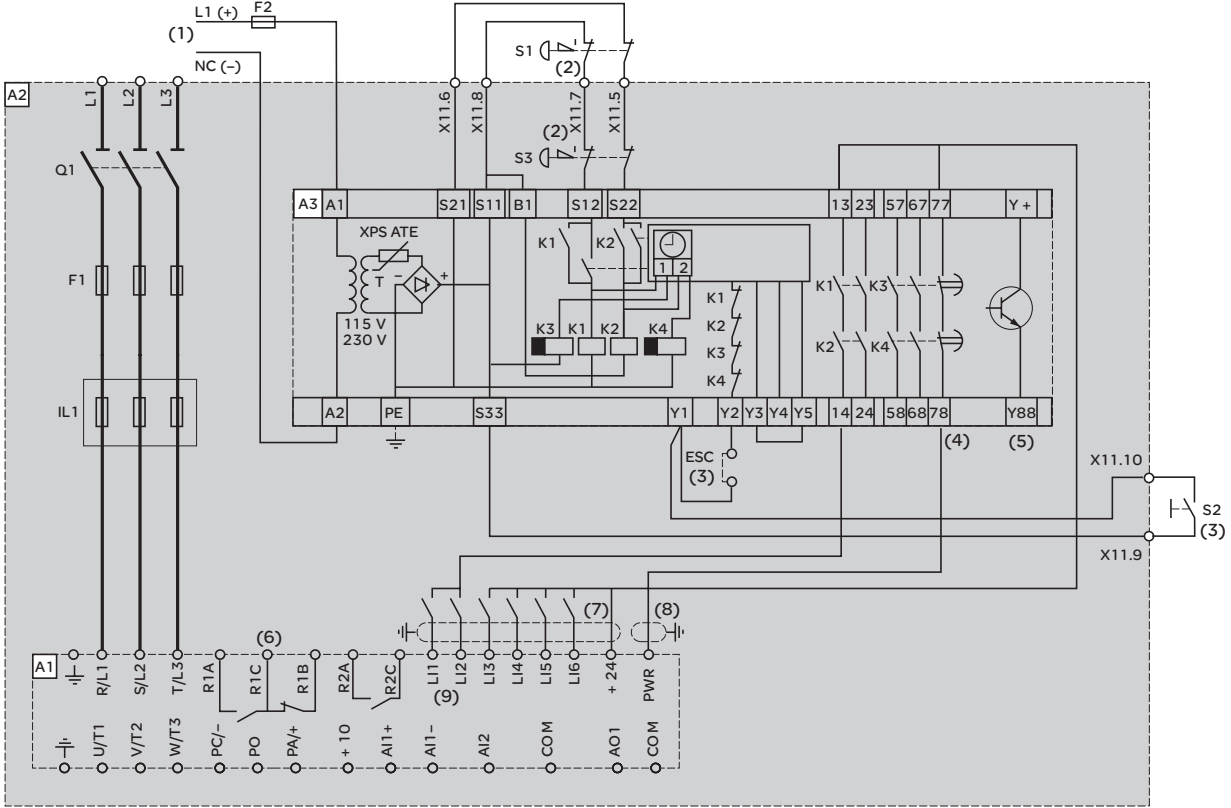 L1 (+) F2
(1)
NC (–)
S1
(2)
A2
L1 L2 L3
X11.6 X11.8 X11.7 X11.5
(2)
S3
Q1
A3 A1 S21 S11 B1 S12 S22 13 23 57 67 77 Y +
XPS ATE
K1 K2
1 2
T – +
F1
K1 K3
K1
115 V
230 V
K3 K1 K2 K4
K2
K2 K4
K3
K4
IL1
A2 PE S33 Y1 Y2 Y3 Y4 Y5 14 24 58 68 78 Y88
(4) (5)
ESC
(3)
X11.10
S2
(3)
X11.9
(7) (8)
(6)
A1
R/L1 S/L2 T/L3 R1A R1C R1B R2A R2C LI1 LI2 LI3 LI4 LI5 LI6 + 24 PWR
(9)
U/T1 V/T2 W/T3 PC/- PO PA/+ + 10 AI1+ AI1- AI2 COM AO1 COM